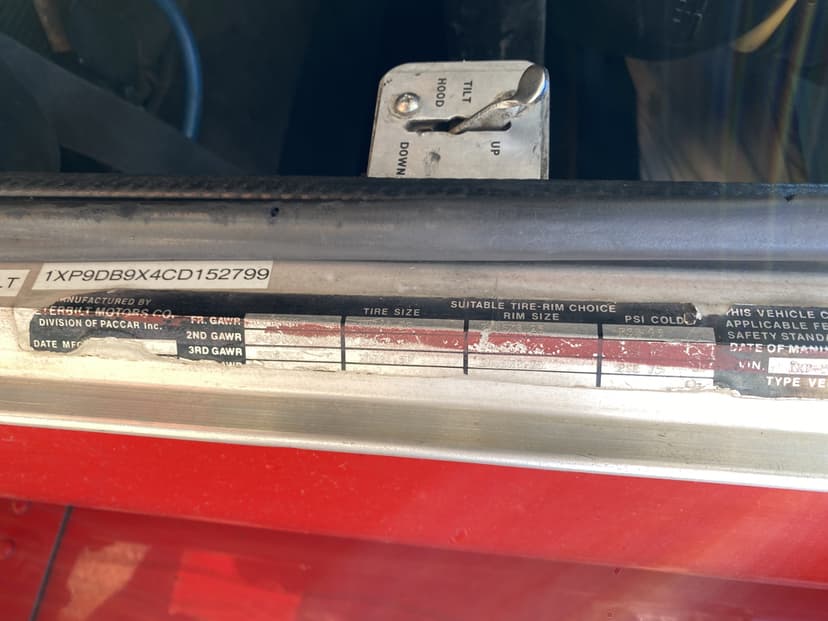 TILT
HOOD
UP
DOWN
LT
1XP9DB9X4CD152799
MANUFACTURED BY
PETERBILT MOTORS CO.
DIVISION OF PACCAR Inc.
DATE MFG
FR. GAWR
2ND GAWR
3RD GAWR
SUITABLE TIRE-RIM CHOICE
TIRE SIZE
RIM SIZE
PSI COLD
THIS VEHICLE C
APPLICABLE FE
SAFETY STAND
DATE OF MANU
VIN.
TYPE VE